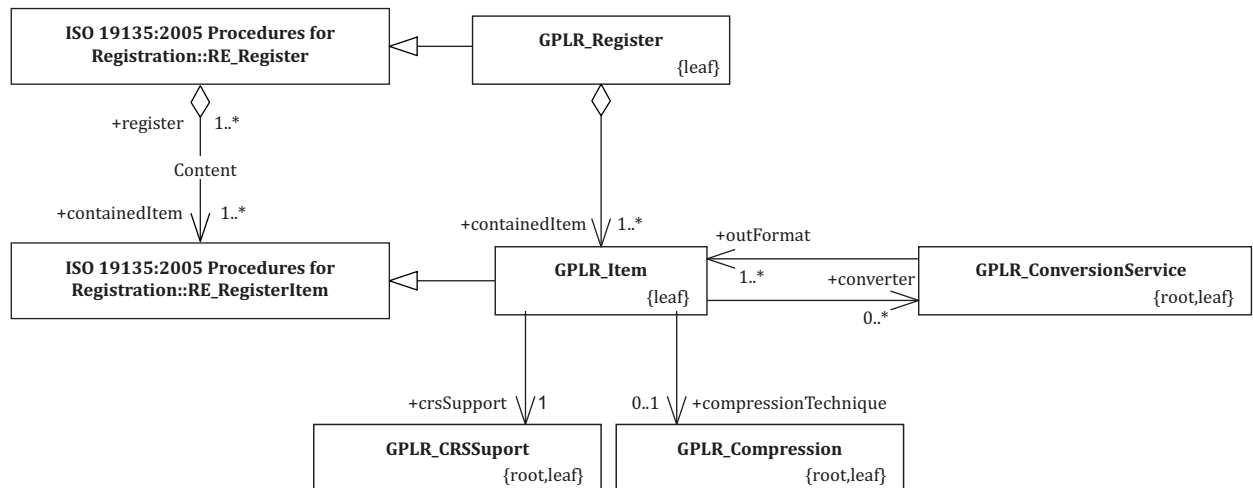 ISO 19135:2005 Procedures for
Registration::RE_Register
GPLR_Register
{leaf}
+register
1..*
Content
+containedItem
1..*
+containedItem
1..*
ISO 19135:2005 Procedures for
Registration::RE_RegisterItem
GPLR_Item
{leaf}
+outFormat
1..*
+converter
0..*
GPLR_ConversionService
{root,leaf}
+crsSupport
1
0..1
+compressionTechnique
GPLR_CRSSuport
{root,leaf}
GPLR_Compression
{root,leaf}